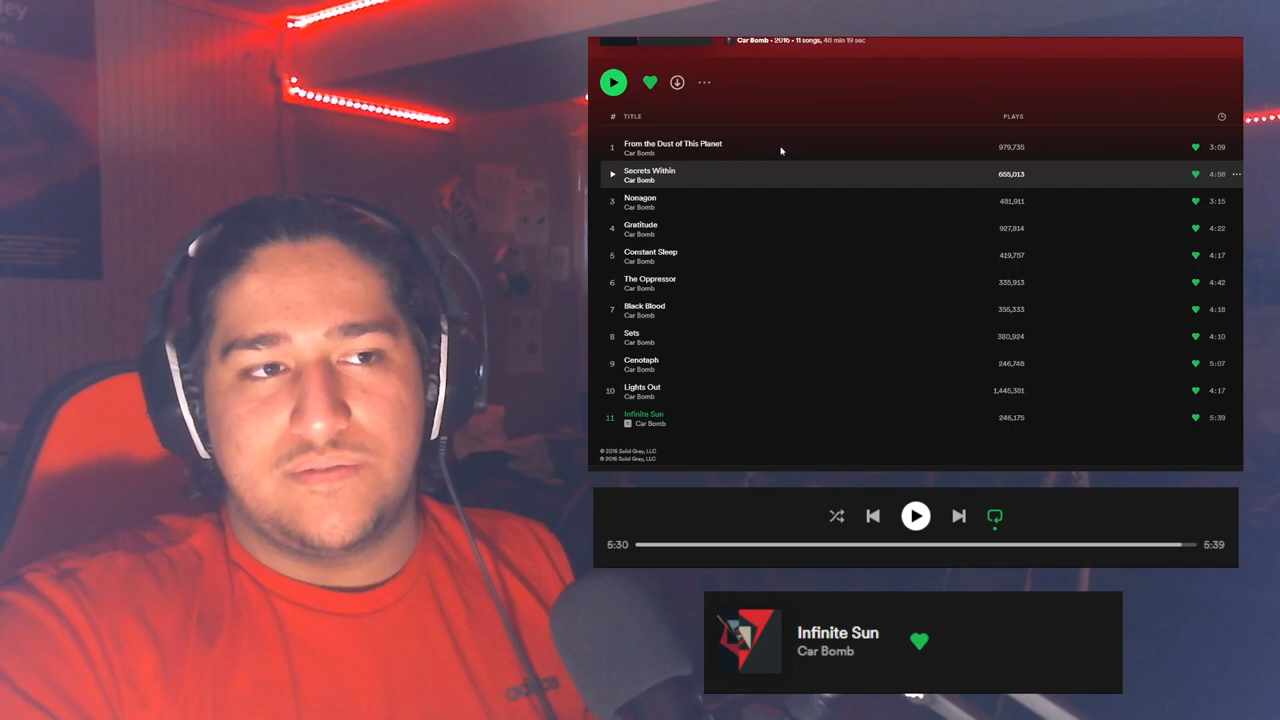 ley
Car Bomb • 2016 • 11 songs, 48 min 19 sec
# TITLE PLAYS
1 From the Dust of This Planet 979,735 3:09
Car Bomb
Secrets Within 655,013 4:58
Car Bomb
3 Nonagon 481,911 3:15
Car Bomb
4 Gratitude 927,814 4:22
Car Bomb
5 Constant Sleep 419,757 4:17
Car Bomb
6 The Oppressor 335,913 4:42
Car Bomb
7 Black Blood 355,333 4:18
Car Bomb
8 Sets 380,924 4:10
Car Bomb
9 Cenotaph 246,748 5:07
Car Bomb
10 Lights Out 1,445,381 4:17
Car Bomb
11 Infinite Sun 246,175 5:39
E Car Bomb
© 2016 Solid Grey, LLC
℗ 2016 Solid Grey, LLC
5:30 5:39
Infinite Sun
Car Bomb
adidas